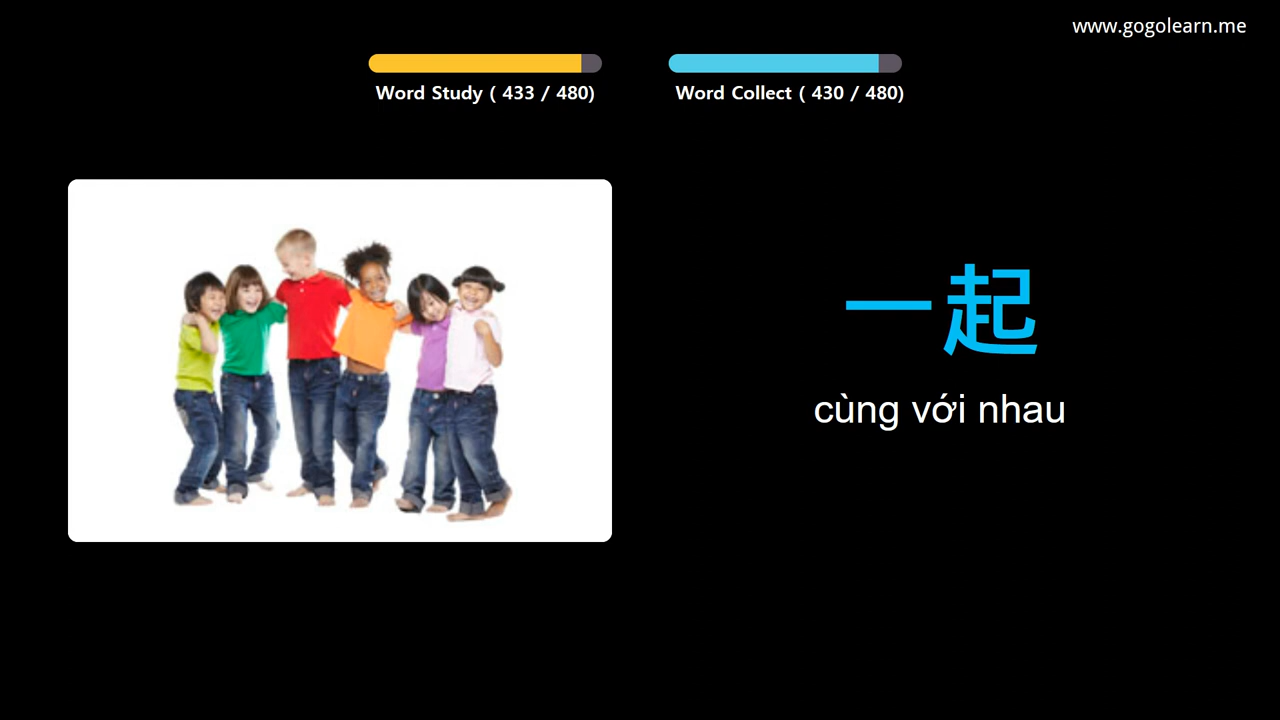 www.gogolearn.me
Word Study ( 433 / 480)
Word Collect ( 430 / 480)
一起
cùng với nhau